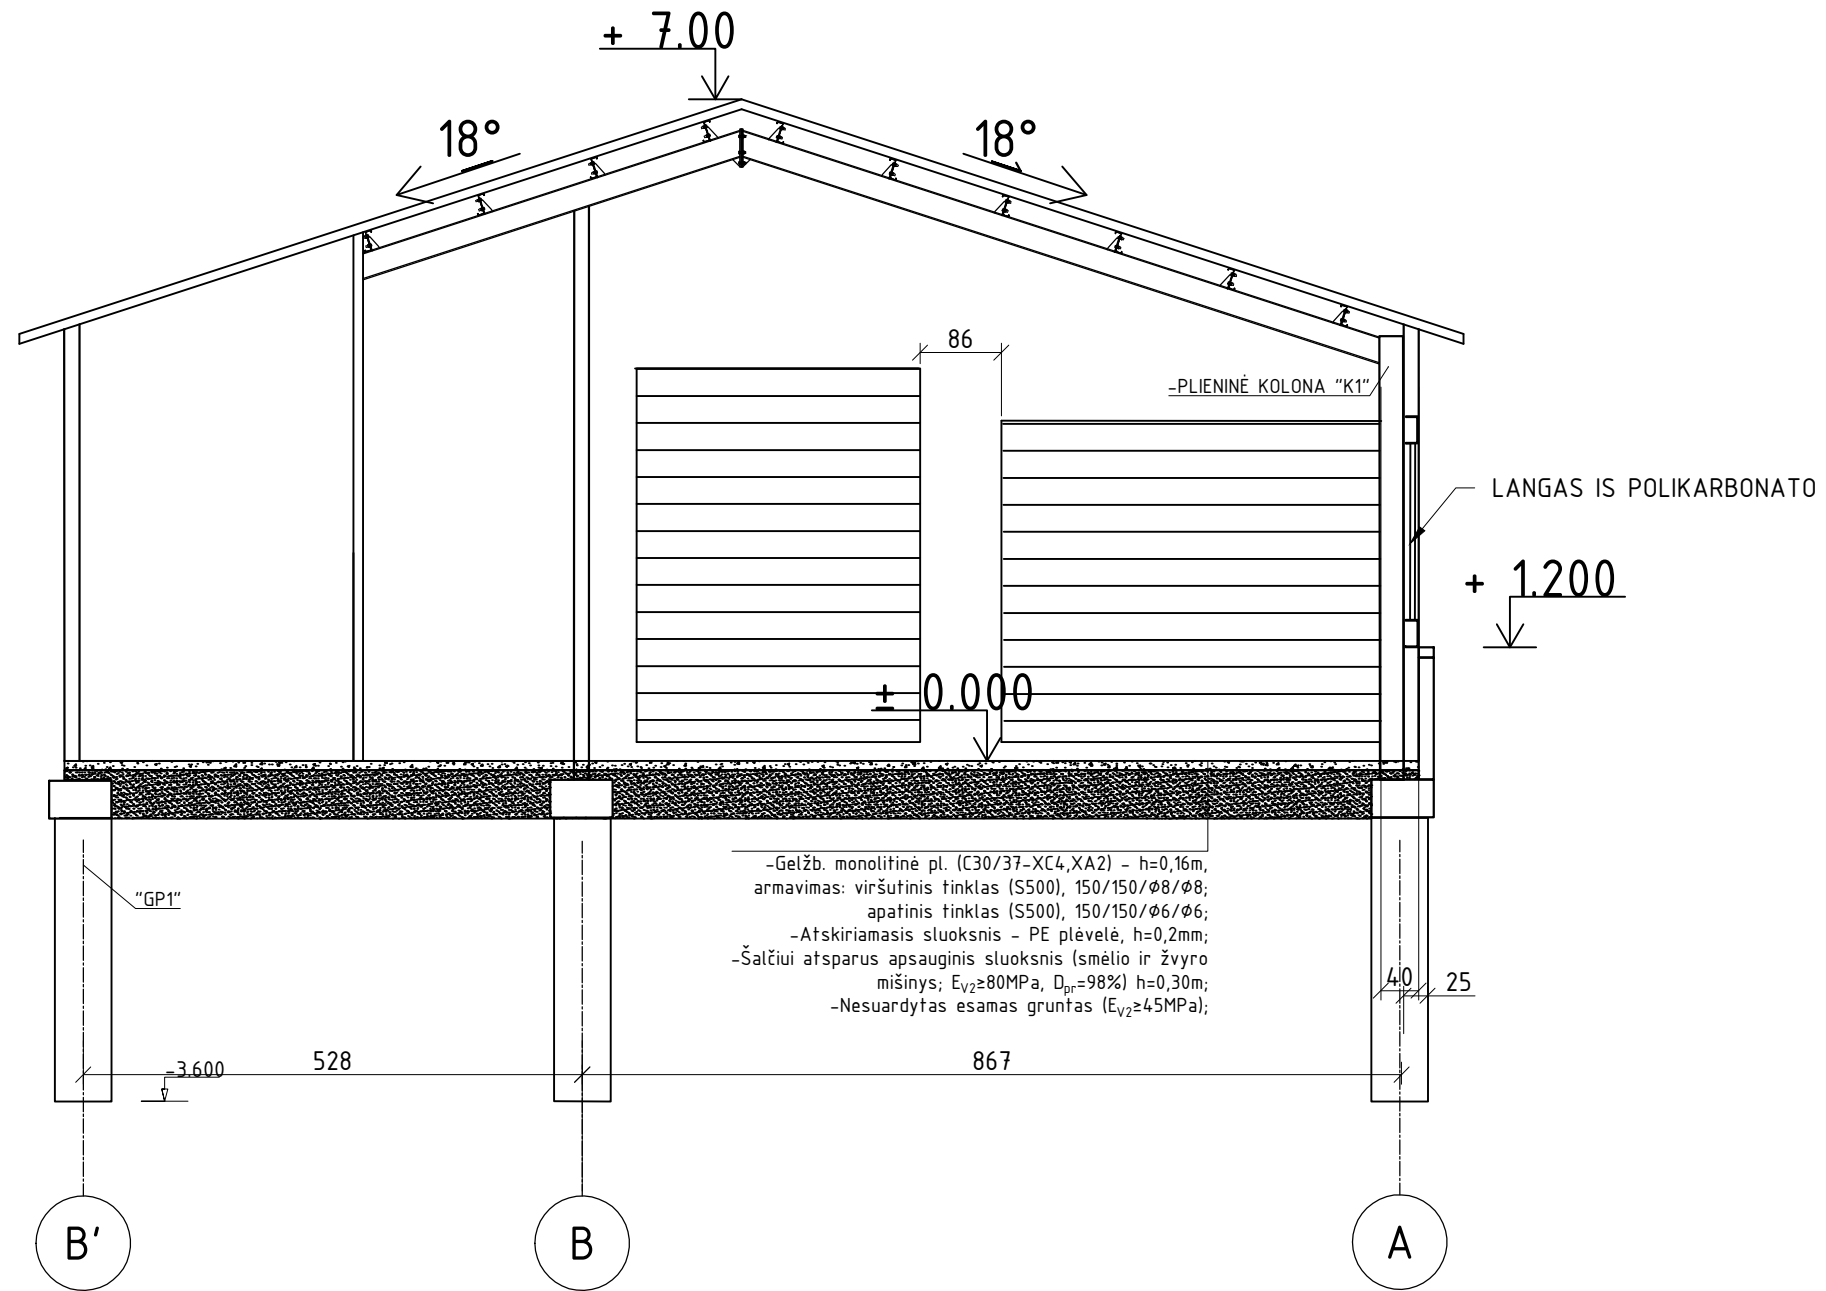 + 7.00
18°
18°
86
-PLIENINĖ KOLONA "K1"
LANGAS IS POLIKARBONATO
+ 1.200
± 0.000
-Gelžb. monolitinė pl. (C30/37-XC4,XA2) - h=0,16m,
armavimas: viršutinis tinklas (S500), 150/150/Ø8/Ø8;
apatinis tinklas (S500), 150/150/Ø6/Ø6;
-Atskiriamasis sluoksnis - PE plėvelė, h=0,2mm;
-Šalčiui atsparus apsauginis sluoksnis (smėlio ir žvyro
mišinys; EV2≥80MPa, Dpr=98%) h=0,30m;
-Nesuardytas esamas gruntas (EV2≥45MPa);
"GP1"
40
25
-3.600
528
867
B'
B
A